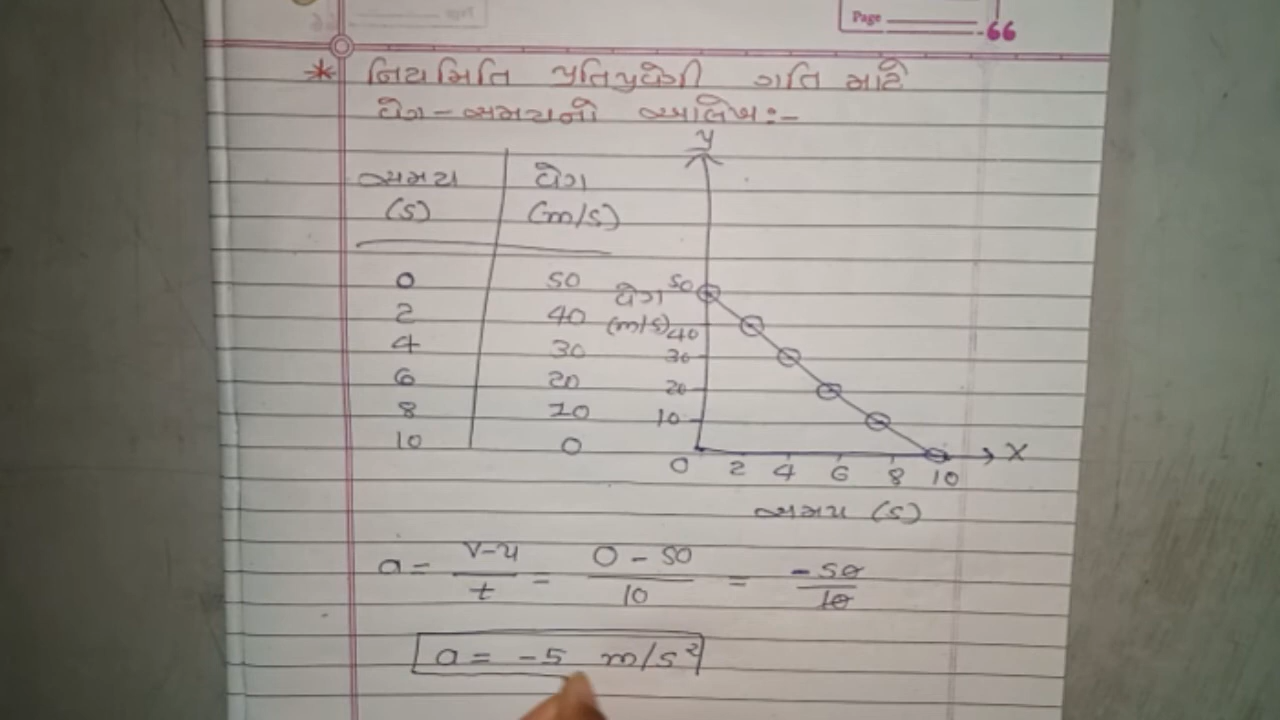 Page
66
* નિયમિતિ પ્રતિપ્રવેગી ગતિ માટે
વેગ - સમયનો આલેખ :-
સમય વેગ
(s) (m/s)
0 50
2 40
4 30
6 20
8 10
10 0
y
વેગ
(m/s)
50
40
30
20
10
0 2 4 6 8 10 X
સમય (s)
a = v-u / t = 0 - 50 / 10 = - 50 / 10
a = -5 m/s²